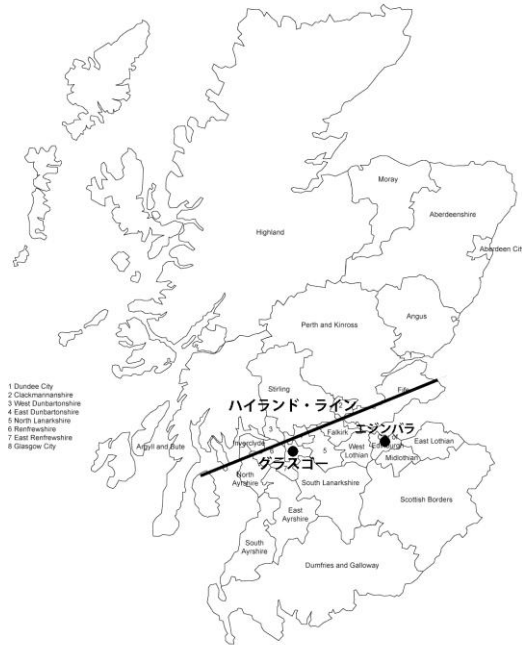 Moray
Aberdeenshire
Aberdeen City
Highland
Angus
Perth and Kinross
Stirling
Fife
ハイランド・ライン
1 Dundee City
2 Clackmannanshire
3 West Dunbartonshire
4 East Dunbartonshire
5 North Lanarkshire
6 Renfrewshire
7 East Renfrewshire
8 Glasgow City
2
3
Falkirk
エジンバラ
Argyll and Bute
Inverclyde
5
West
Lothian
East Lothian
グラスゴー
Midlothian
North
Ayrshire
South Lanarkshire
Scottish Borders
East
Ayrshire
South
Ayrshire
Dumfries and Galloway